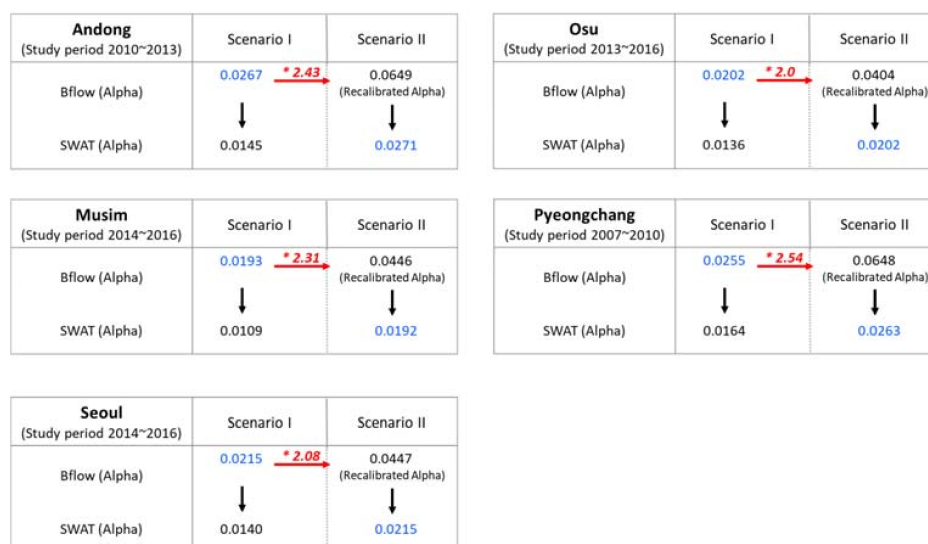 Andong
(Study period 2010~2013)
Scenario I
Scenario II
Bflow (Alpha)
0.0267
* 2.43
0.0649
(Recalibrated Alpha)
SWAT (Alpha)
0.0145
0.0271
Osu
(Study period 2013~2016)
Scenario I
Scenario II
Bflow (Alpha)
0.0202
* 2.0
0.0404
(Recalibrated Alpha)
SWAT (Alpha)
0.0136
0.0202
Musim
(Study period 2014~2016)
Scenario I
Scenario II
Bflow (Alpha)
0.0193
* 2.31
0.0446
(Recalibrated Alpha)
SWAT (Alpha)
0.0109
0.0192
Pyeongchang
(Study period 2007~2010)
Scenario I
Scenario II
Bflow (Alpha)
0.0255
* 2.54
0.0648
(Recalibrated Alpha)
SWAT (Alpha)
0.0164
0.0263
Seoul
(Study period 2014~2016)
Scenario I
Scenario II
Bflow (Alpha)
0.0215
* 2.08
0.0447
(Recalibrated Alpha)
SWAT (Alpha)
0.0140
0.0215